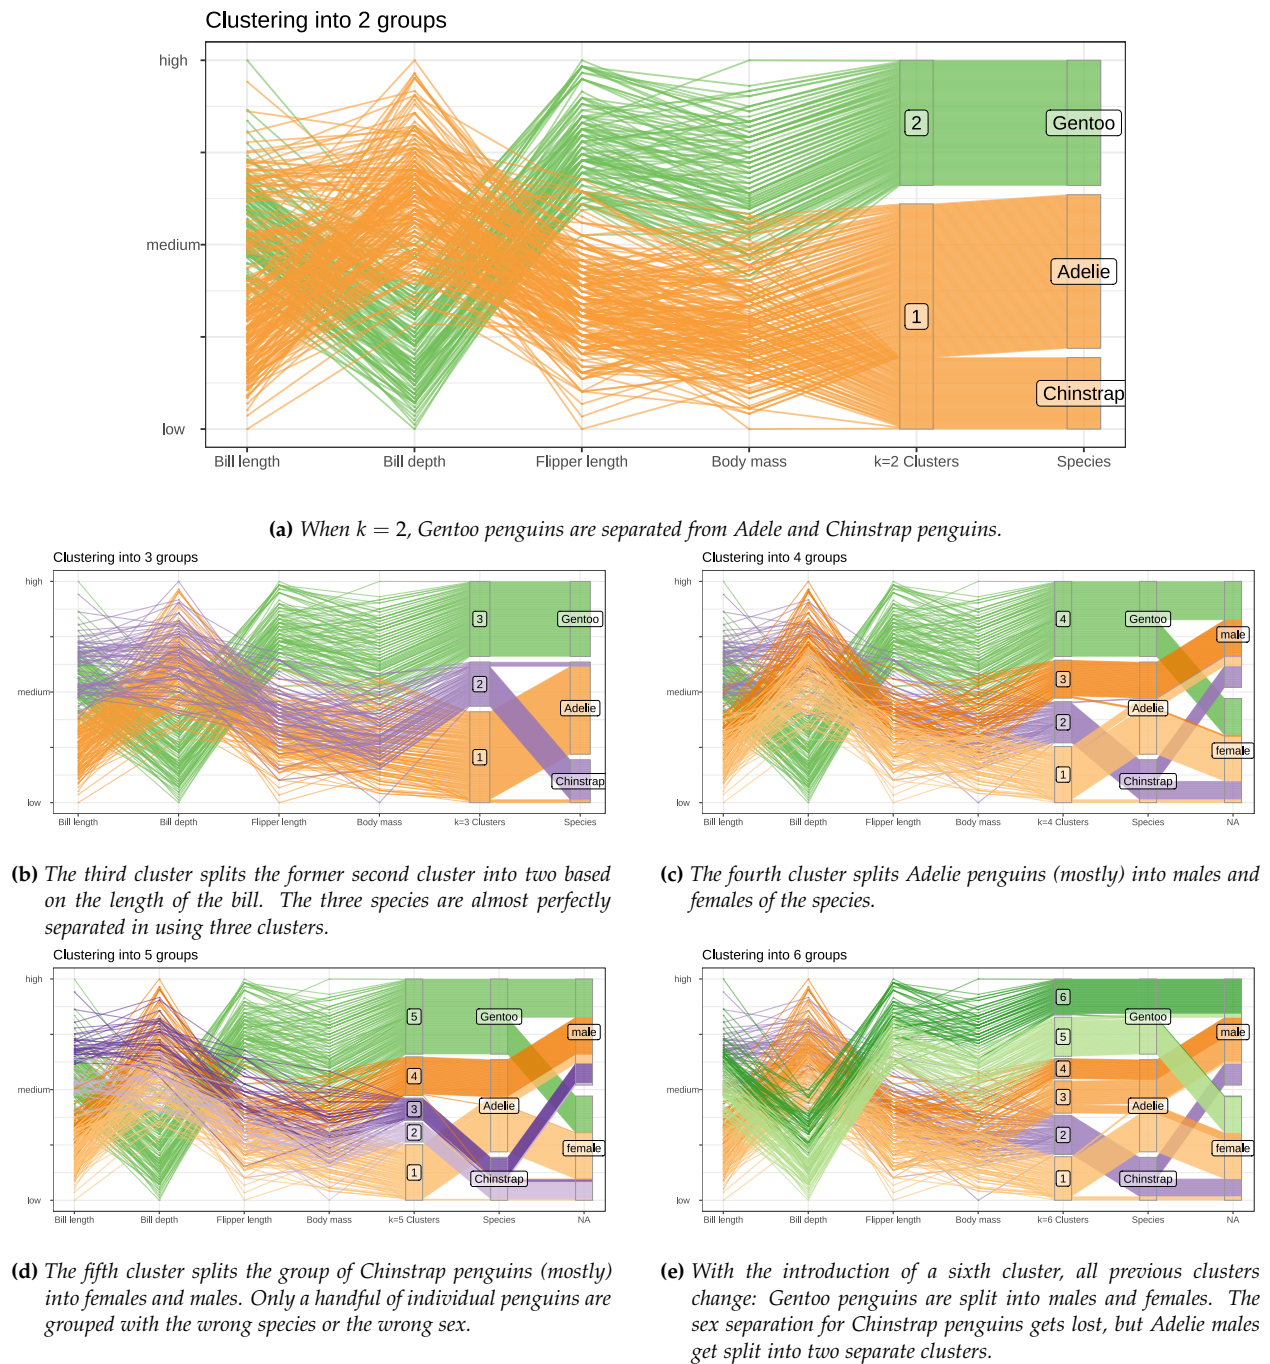 Clustering into 2 groups
high
medium
low
2
1
Gentoo
Adelie
Chinstrap
Bill length
Bill depth
Flipper length
Body mass
k=2 Clusters
Species
(a) When k = 2, Gentoo penguins are separated from Adele and Chinstrap penguins.
Clustering into 3 groups
high
medium
low
3
2
1
Gentoo
Adelie
Chinstrap
Bill length
Bill depth
Flipper length
Body mass
k=3 Clusters
Species
(b) The third cluster splits the former second cluster into two based
on the length of the bill. The three species are almost perfectly
separated in using three clusters.
Clustering into 4 groups
high
medium
low
4
3
2
1
Gentoo
Adelie
Chinstrap
male
female
Bill length
Bill depth
Flipper length
Body mass
k=4 Clusters
Species
NA
(c) The fourth cluster splits Adelie penguins (mostly) into males and
females of the species.
Clustering into 5 groups
high
medium
low
5
4
3
2
1
Gentoo
Adelie
Chinstrap
male
female
Bill length
Bill depth
Flipper length
Body mass
k=5 Clusters
Species
NA
(d) The fifth cluster splits the group of Chinstrap penguins (mostly)
into females and males. Only a handful of individual penguins are
grouped with the wrong species or the wrong sex.
Clustering into 6 groups
high
medium
low
6
5
4
3
2
1
Gentoo
Adelie
Chinstrap
male
female
Bill length
Bill depth
Flipper length
Body mass
k=6 Clusters
Species
NA
(e) With the introduction of a sixth cluster, all previous clusters
change: Gentoo penguins are split into males and females. The
sex separation for Chinstrap penguins gets lost, but Adelie males
get split into two separate clusters.